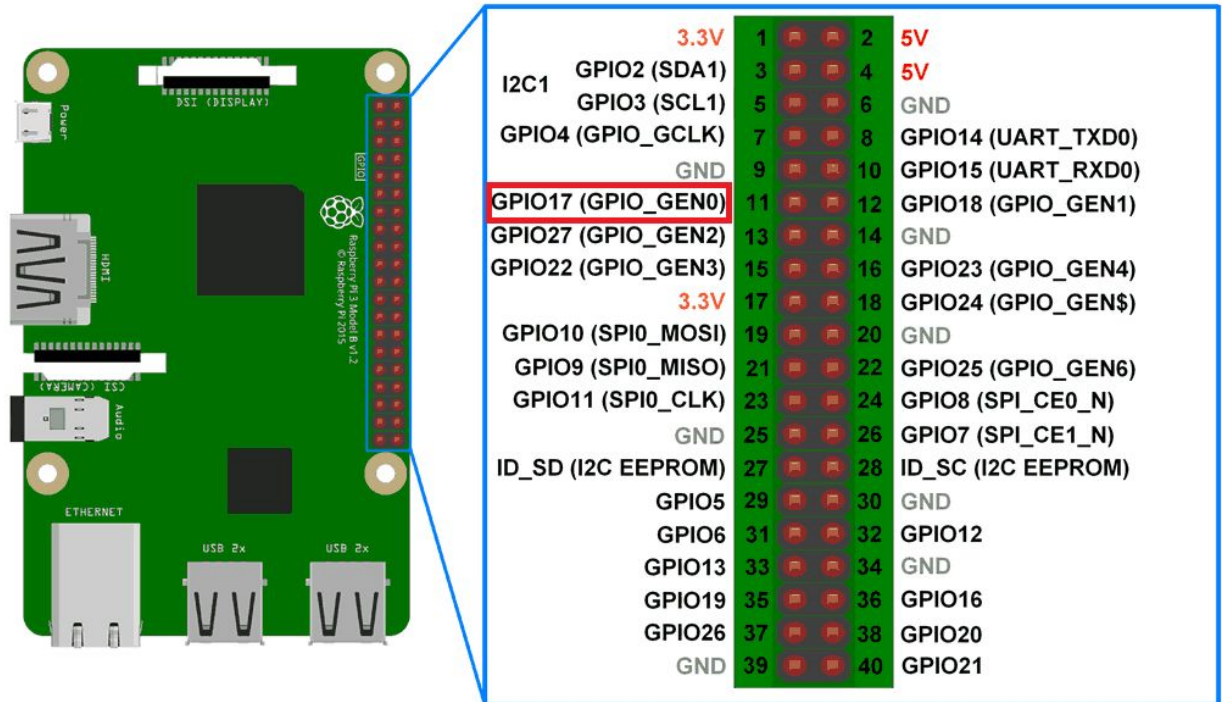 Power
DSI (DISPLAY)
GPIO
HDMI
Raspberry Pi 3 Model B v1.2
© Raspberry Pi 2015
CSI (CAMERA)
Audio
ETHERNET
USB 2x
USB 2x
3.3V 1 2 5V
I2C1
GPIO2 (SDA1) 3 4 5V
GPIO3 (SCL1) 5 6 GND
GPIO4 (GPIO_GCLK) 7 8 GPIO14 (UART_TXD0)
GND 9 10 GPIO15 (UART_RXD0)
GPIO17 (GPIO_GEN0) 11 12 GPIO18 (GPIO_GEN1)
GPIO27 (GPIO_GEN2) 13 14 GND
GPIO22 (GPIO_GEN3) 15 16 GPIO23 (GPIO_GEN4)
3.3V 17 18 GPIO24 (GPIO_GEN$)
GPIO10 (SPI0_MOSI) 19 20 GND
GPIO9 (SPI0_MISO) 21 22 GPIO25 (GPIO_GEN6)
GPIO11 (SPI0_CLK) 23 24 GPIO8 (SPI_CE0_N)
GND 25 26 GPIO7 (SPI_CE1_N)
ID_SD (I2C EEPROM) 27 28 ID_SC (I2C EEPROM)
GPIO5 29 30 GND
GPIO6 31 32 GPIO12
GPIO13 33 34 GND
GPIO19 35 36 GPIO16
GPIO26 37 38 GPIO20
GND 39 40 GPIO21